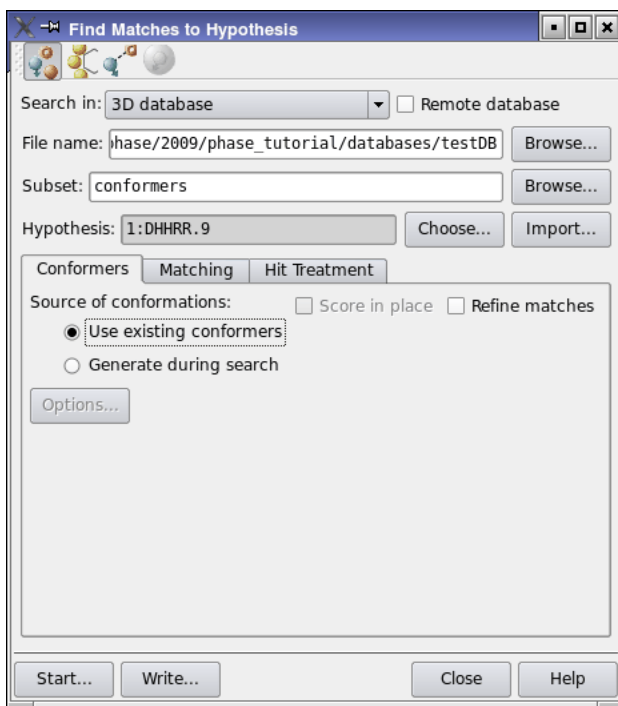 Find Matches to Hypothesis
Search in: 3D database Remote database
File name: hase/2009/phase_tutorial/databases/testDB Browse...
Subset: conformers Browse...
Hypothesis: 1:DHHRR.9 Choose... Import...
Conformers Matching Hit Treatment
Source of conformations: Score in place Refine matches
Use existing conformers
Generate during search
Options...
Start... Write... Close Help